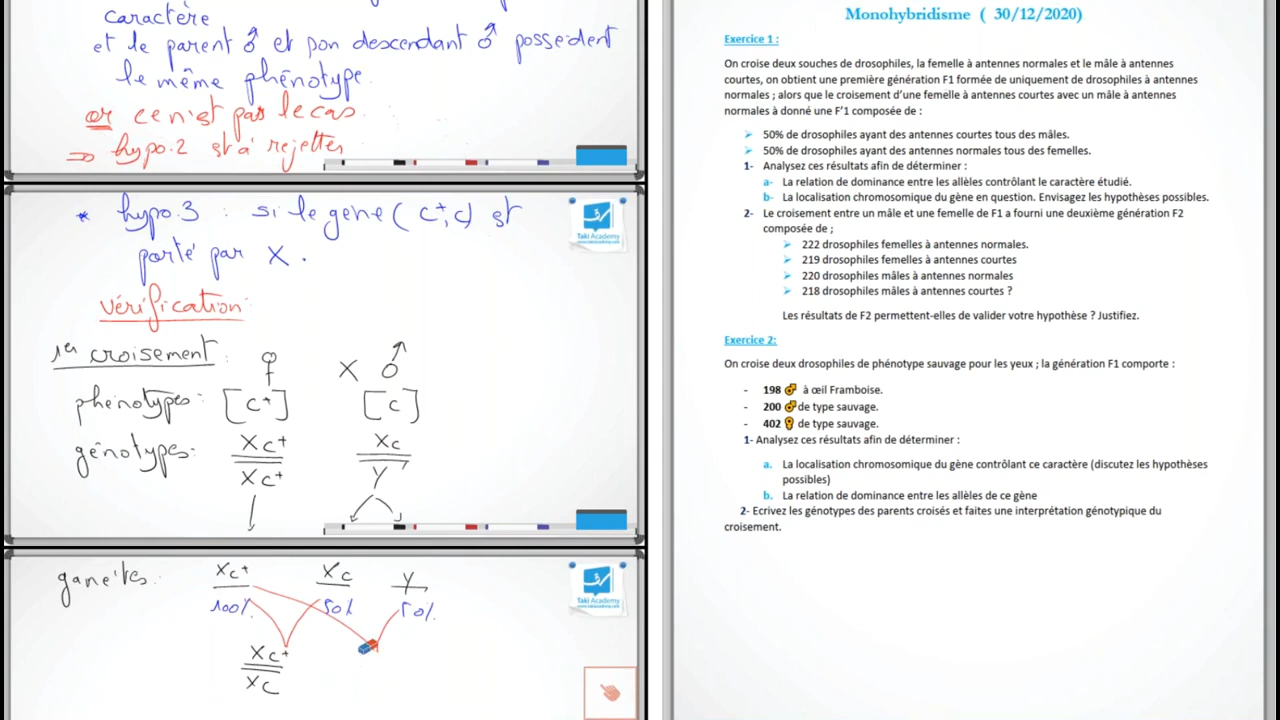 caractère
et le parent ♂ et son descendant ♂ possèdent
le même phénotype.
or ce n'est pas le cas.
=> hypo.2 est à rejetter
* hypo.3 : si le gène (c+, c) est
porté par X.
Taki Academy
www.takiacademy.com
vérification
1er croisement : ♀ X ♂
phénotypes: [c+] [c]
génotypes: Xc+ Xc
Xc+ Y
gamètes: Xc+ Xc Y
100% 50% 50%
Taki Academy
www.takiacademy.com
Xc+
Xc
Monohybridisme ( 30/12/2020)
Exercice 1 :
On croise deux souches de drosophiles, la femelle à antennes normales et le mâle à antennes
courtes, on obtient une première génération F1 formée de uniquement de drosophiles à antennes
normales ; alors que le croisement d'une femelle à antennes courtes avec un mâle à antennes
normales à donné une F'1 composée de :
➢ 50% de drosophiles ayant des antennes courtes tous des mâles.
➢ 50% de drosophiles ayant des antennes normales tous des femelles.
1- Analysez ces résultats afin de déterminer :
a- La relation de dominance entre les allèles contrôlant le caractère étudié.
b- La localisation chromosomique du gène en question. Envisagez les hypothèses possibles.
2- Le croisement entre un mâle et une femelle de F1 a fourni une deuxième génération F2
composée de ;
➢ 222 drosophiles femelles à antennes normales.
➢ 219 drosophiles femelles à antennes courtes
➢ 220 drosophiles mâles à antennes normales
➢ 218 drosophiles mâles à antennes courtes ?
Les résultats de F2 permettent-elles de valider votre hypothèse ? Justifiez.
Exercice 2:
On croise deux drosophiles de phénotype sauvage pour les yeux ; la génération F1 comporte :
- 198 ♂ à œil Framboise.
- 200 ♂ de type sauvage.
- 402 ♀ de type sauvage.
1- Analysez ces résultats afin de déterminer :
a. La localisation chromosomique du gène contrôlant ce caractère (discutez les hypothèses
possibles)
b. La relation de dominance entre les allèles de ce gène
2- Ecrivez les génotypes des parents croisés et faites une interprétation génotypique du
croisement.